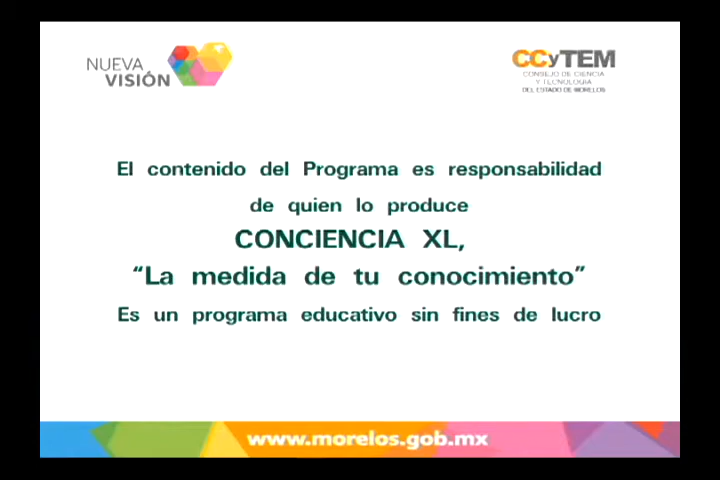 NUEVA
VISIÓN
CCyTEM
CONSEJO DE CIENCIA
Y TECNOLOGÍA
DEL ESTADO DE MORELOS
El contenido del Programa es responsabilidad
de quien lo produce
CONCIENCIA XL,
“La medida de tu conocimiento”
Es un programa educativo sin fines de lucro
www.morelos.gob.mx